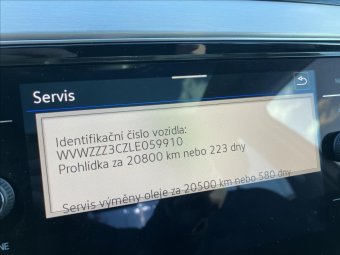 Servis
Identifikační číslo vozidla:
WVWZZZ3CZLE059910
Prohlídka za 20800 km nebo 223 dny
Servis výměny oleje za 20500 km nebo 580 dny